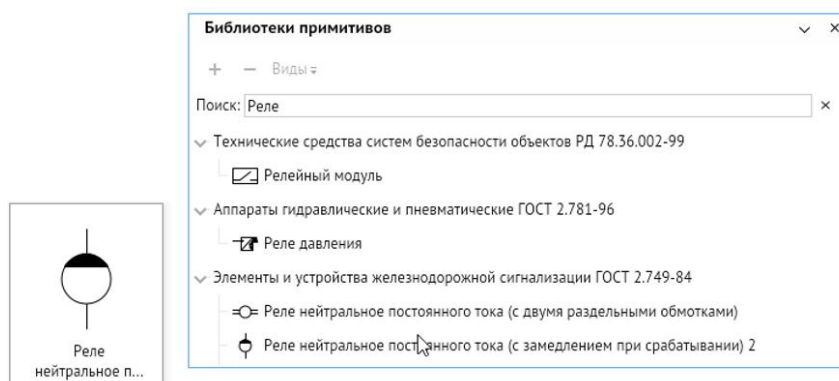 Библиотеки примитивов
Виды
Поиск: Реле
Технические средства систем безопасности объектов РД 78.36.002-99
Релейный модуль
Аппараты гидравлические и пневматические ГОСТ 2.781-96
Реле давления
Элементы и устройства железнодорожной сигнализации ГОСТ 2.749-84
Реле нейтральное постоянного тока (с двумя раздельными обмотками)
Реле нейтральное постоянного тока (с замедлением при срабатывании) 2
Реле
нейтральное п...